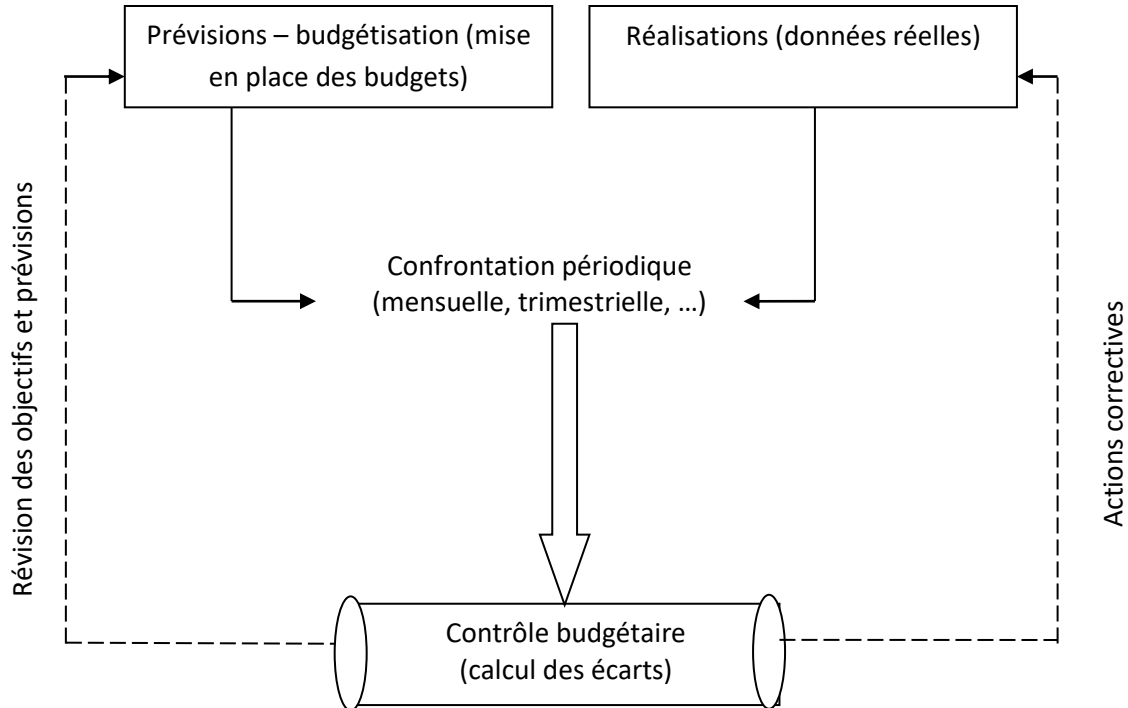 Prévisions – budgétisation (mise
en place des budgets)
Réalisations (données réelles)
Révision des objectifs et prévisions
Confrontation périodique
(mensuelle, trimestrielle, …)
Actions correctives
Contrôle budgétaire
(calcul des écarts)